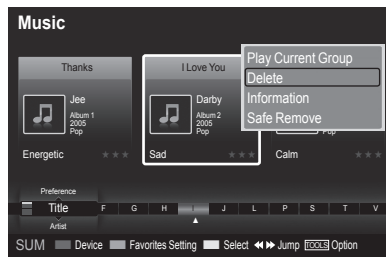 Music
Thanks
Jee
Album 1
2005
Pop
Energetic
I Love You
Darby
Album 2
2005
Pop
Sad
Play Current Group
Delete
Information
Safe Remove
Pop
Calm
Preference
Title F G H I J L P S T V
Artist
SUM Device Favorites Setting Select Jump TOOLS Option